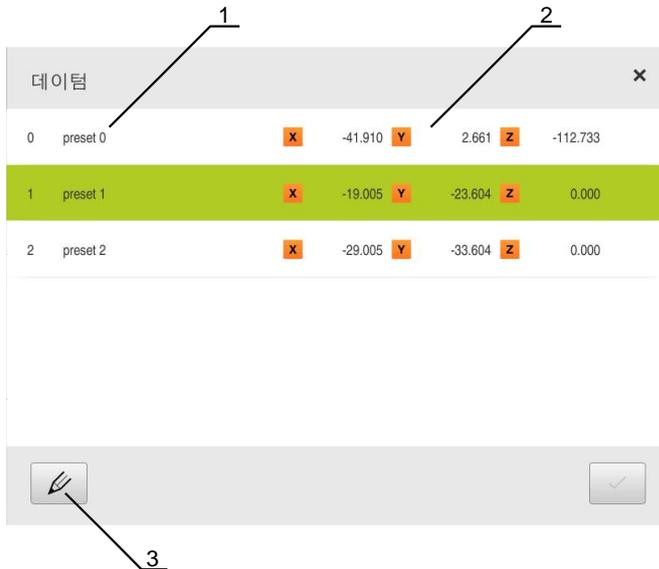 1 2
데이텀 ×
0 preset 0 X -41.910 Y 2.661 Z -112.733
1 preset 1 X -19.005 Y -23.604 Z 0.000
2 preset 2 X -29.005 Y -33.604 Z 0.000
3